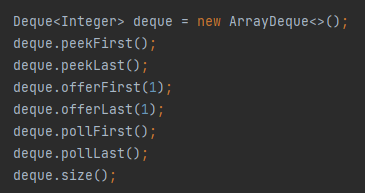 Deque<Integer> deque = new ArrayDeque<>();
deque.peekFirst();
deque.peekLast();
deque.offerFirst(1);
deque.offerLast(1);
deque.pollFirst();
deque.pollLast();
deque.size();